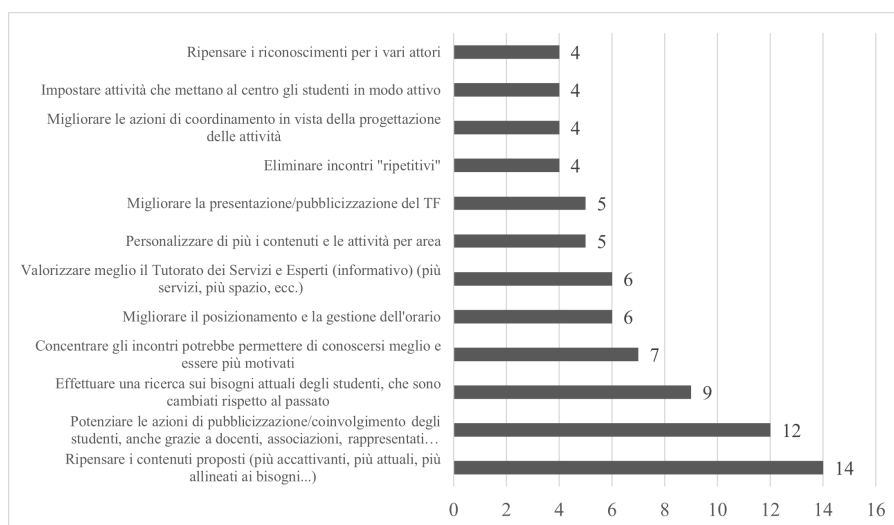 Ripensare i riconoscimenti per i vari attori
4
Impostare attività che mettano al centro gli studenti in modo attivo
4
Migliorare le azioni di coordinamento in vista della progettazione
delle attività
4
Eliminare incontri "ripetitivi"
4
Migliorare la presentazione/pubblicizzazione del TF
5
Personalizzare di più i contenuti e le attività per area
5
Valorizzare meglio il Tutorato dei Servizi e Esperti (informativo) (più
servizi, più spazio, ecc.)
6
Migliorare il posizionamento e la gestione dell'orario
6
Concentrare gli incontri potrebbe permettere di conoscersi meglio e
essere più motivati
7
Effettuare una ricerca sui bisogni attuali degli studenti, che sono
cambiati rispetto al passato
9
Potenziare le azioni di pubblicizzazione/coinvolgimento degli
studenti, anche grazie a docenti, associazioni, rappresentati…
12
Ripensare i contenuti proposti (più accattivanti, più attuali, più
allineati ai bisogni...)
14
0 2 4 6 8 10 12 14 16